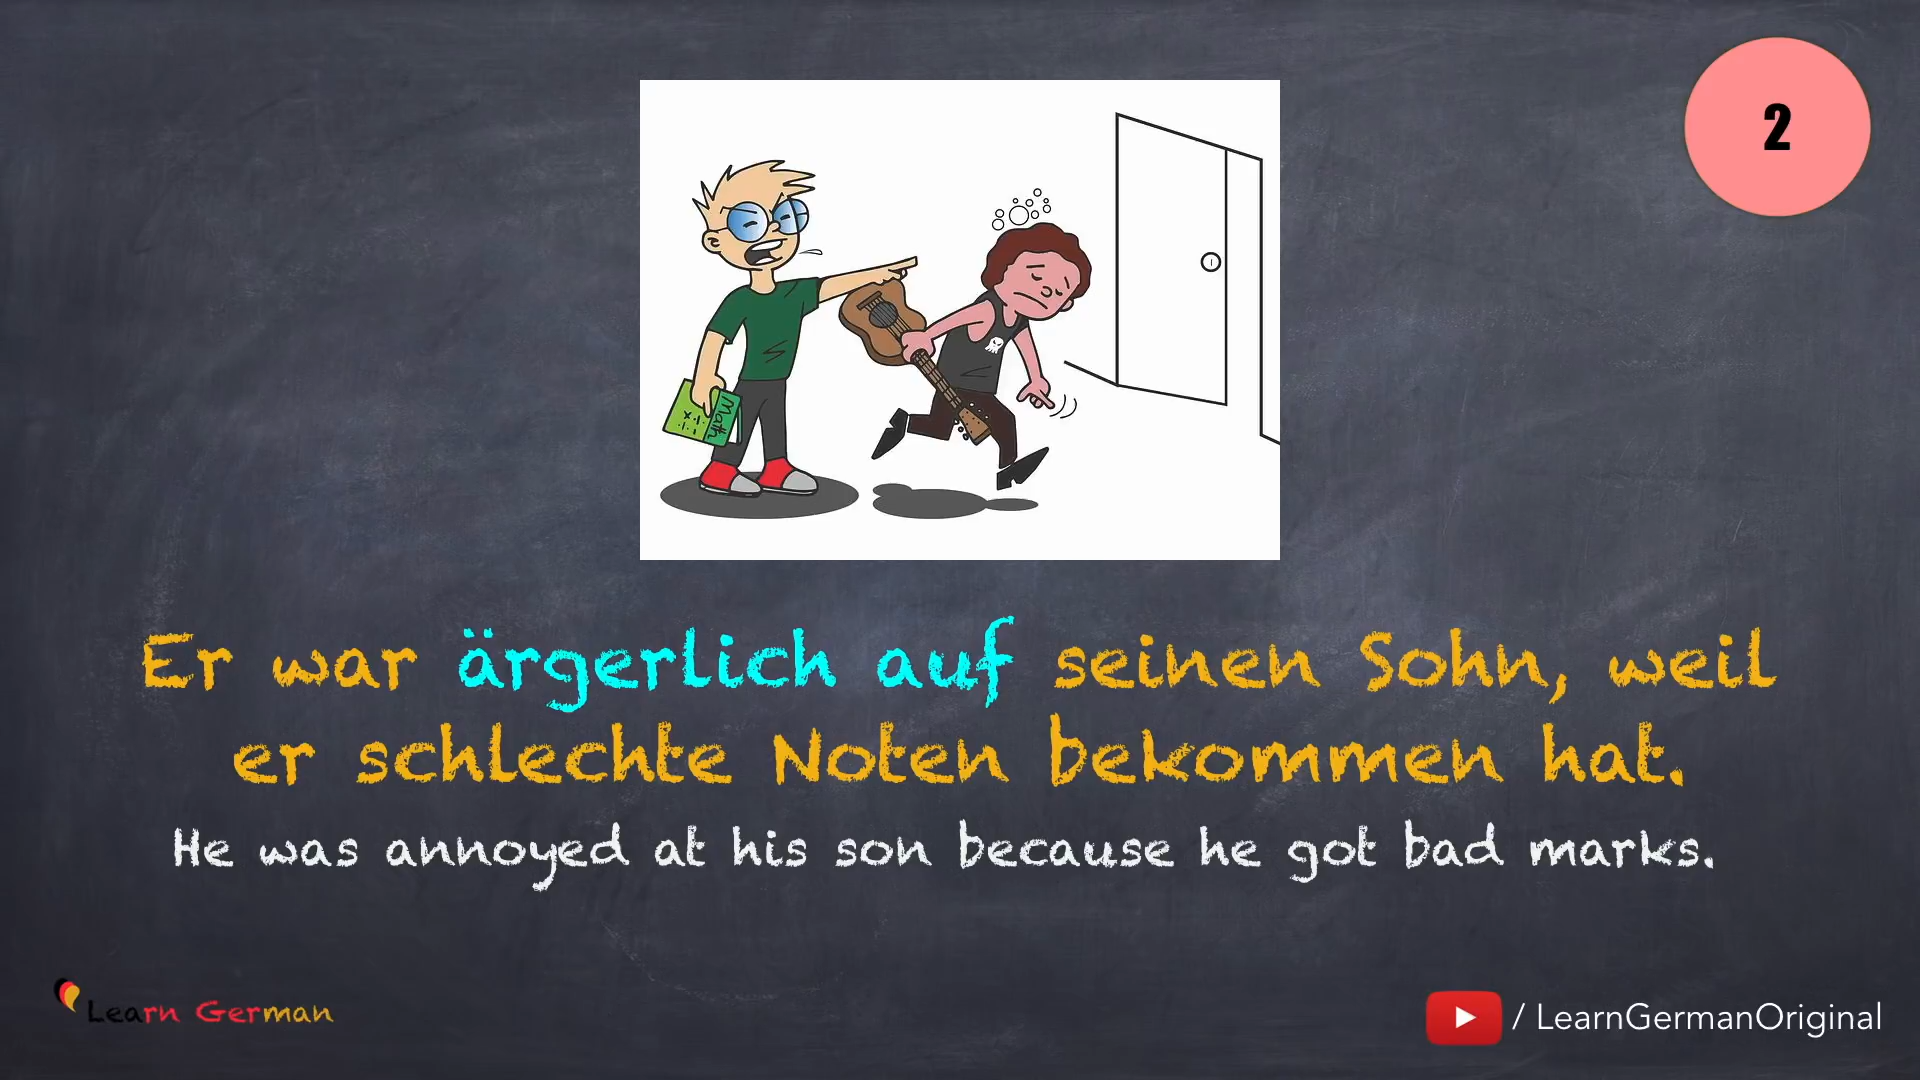 2
Math
Er war ärgerlich auf seinen Sohn, weil
er schlechte Noten bekommen hat.
He was annoyed at his son because he got bad marks.
Learn German
/ LearnGermanOriginal